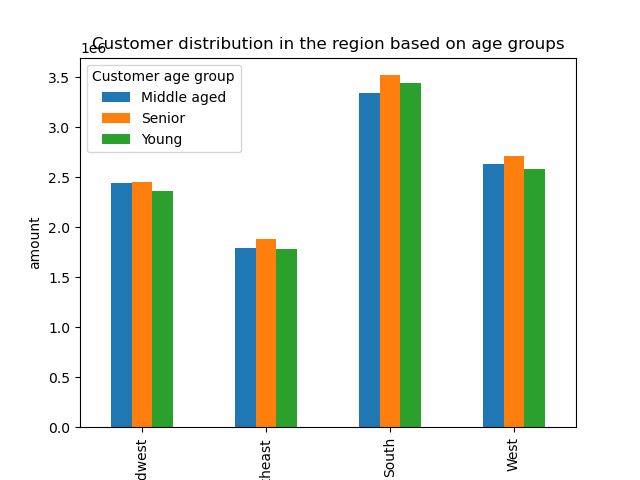 Customer distribution in the region based on age groups
1e6
Customer age group
Middle aged
Senior
Young
3.5
3.0
2.5
2.0
1.5
1.0
0.5
0.0
amount
dwest
theast
South
West